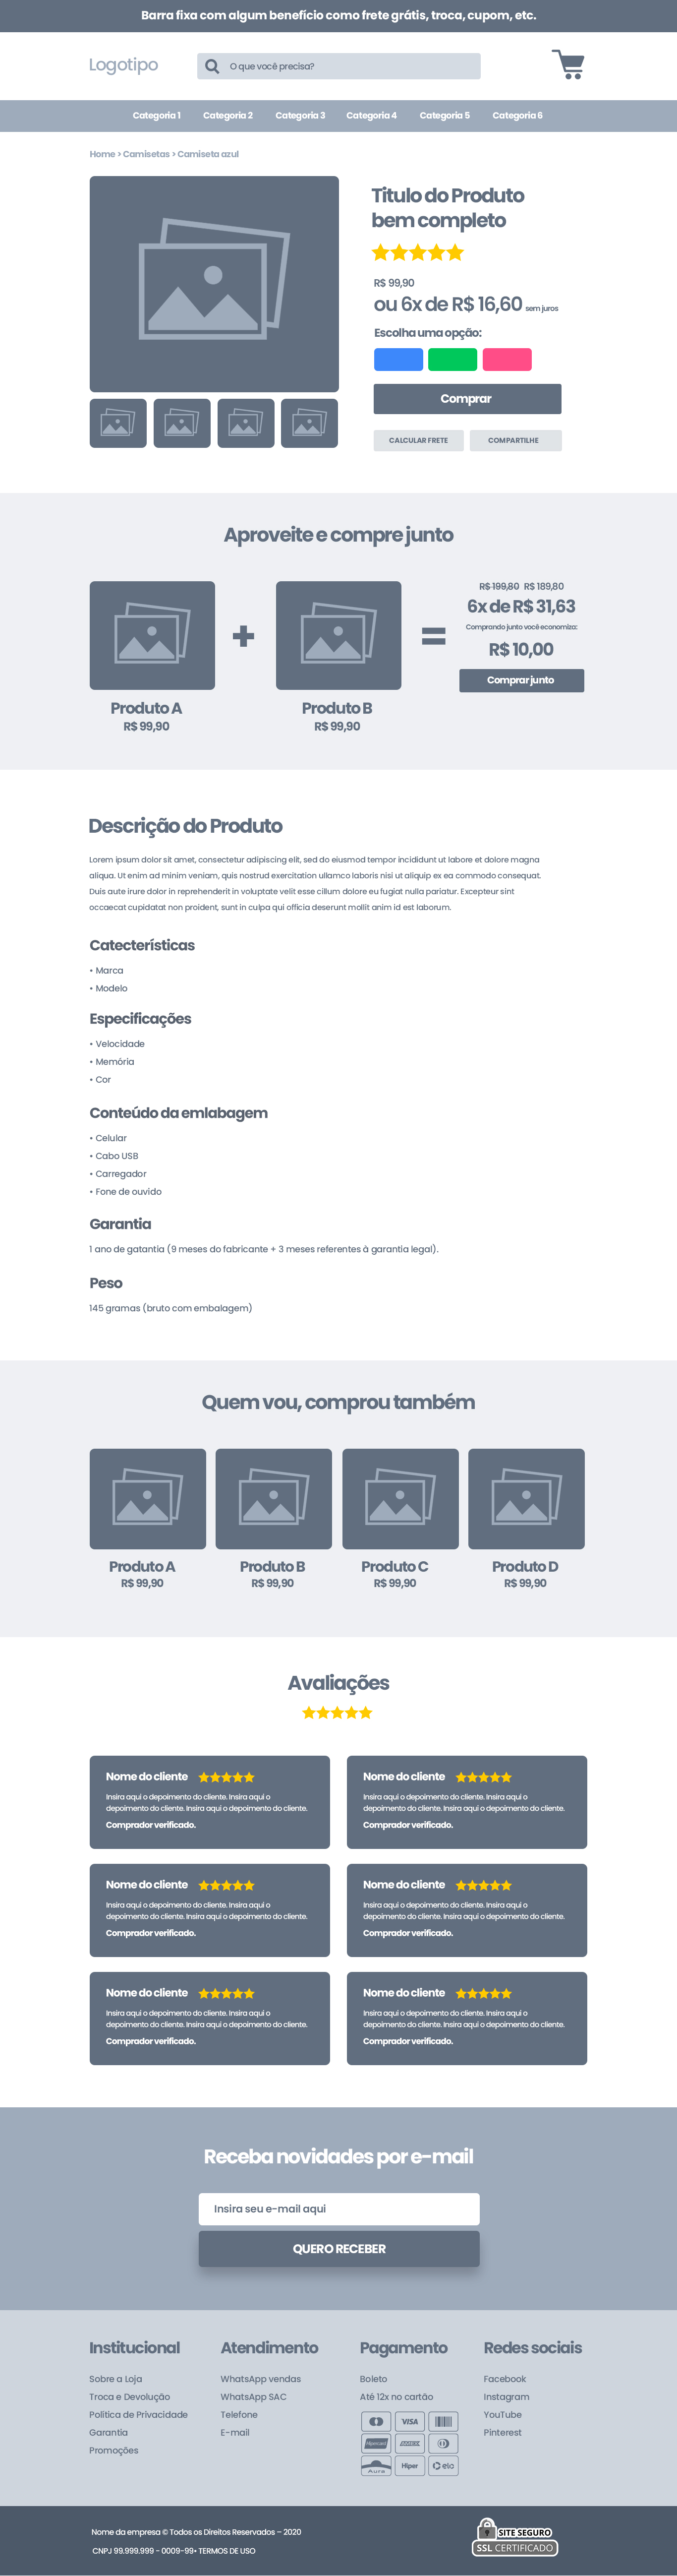 Barra fixa com algum benefício como frete grátis, troca, cupom, etc.
Logotipo
O que você precisa?
Categoria 1 Categoria 2 Categoria 3 Categoria 4 Categoria 5 Categoria 6
Home > Camisetas > Camiseta azul
Titulo do Produto
bem completo
R$ 99,90
ou 6x de R$ 16,60 sem juros
Escolha uma opção:
Comprar
CALCULAR FRETE COMPARTILHE
Aproveite e compre junto
+
=
Produto A
R$ 99,90
Produto B
R$ 99,90
R$ 199,80 R$ 189,80
6x de R$ 31,63
Comprando junto você economiza:
R$ 10,00
Comprar junto
Descrição do Produto
Lorem ipsum dolor sit amet, consectetur adipiscing elit, sed do eiusmod tempor incididunt ut labore et dolore magna
aliqua. Ut enim ad minim veniam, quis nostrud exercitation ullamco laboris nisi ut aliquip ex ea commodo consequat.
Duis aute irure dolor in reprehenderit in voluptate velit esse cillum dolore eu fugiat nulla pariatur. Excepteur sint
occaecat cupidatat non proident, sunt in culpa qui officia deserunt mollit anim id est laborum.
Catecterísticas
• Marca
• Modelo
Especificações
• Velocidade
• Memória
• Cor
Conteúdo da emlabagem
• Celular
• Cabo USB
• Carregador
• Fone de ouvido
Garantia
1 ano de gatantia (9 meses do fabricante + 3 meses referentes à garantia legal).
Peso
145 gramas (bruto com embalagem)
Quem vou, comprou também
Produto A
R$ 99,90
Produto B
R$ 99,90
Produto C
R$ 99,90
Produto D
R$ 99,90
Avaliações
Nome do cliente
Insira aqui o depoimento do cliente. Insira aqui o
depoimento do cliente. Insira aqui o depoimento do cliente.
Comprador verificado.
Nome do cliente
Insira aqui o depoimento do cliente. Insira aqui o
depoimento do cliente. Insira aqui o depoimento do cliente.
Comprador verificado.
Nome do cliente
Insira aqui o depoimento do cliente. Insira aqui o
depoimento do cliente. Insira aqui o depoimento do cliente.
Comprador verificado.
Nome do cliente
Insira aqui o depoimento do cliente. Insira aqui o
depoimento do cliente. Insira aqui o depoimento do cliente.
Comprador verificado.
Nome do cliente
Insira aqui o depoimento do cliente. Insira aqui o
depoimento do cliente. Insira aqui o depoimento do cliente.
Comprador verificado.
Nome do cliente
Insira aqui o depoimento do cliente. Insira aqui o
depoimento do cliente. Insira aqui o depoimento do cliente.
Comprador verificado.
Receba novidades por e-mail
Insira seu e-mail aqui
QUERO RECEBER
Institucional
Sobre a Loja
Troca e Devolução
Política de Privacidade
Garantia
Promoções
Atendimento
WhatsApp vendas
WhatsApp SAC
Telefone
E-mail
Pagamento
Boleto
Até 12x no cartão
VISA
Hipercard
Aura Hiper elo
Redes sociais
Facebook
Instagram
YouTube
Pinterest
Nome da empresa © Todos os Direitos Reservados – 2020
CNPJ 99.999.999 - 0009-99• TERMOS DE USO
SITE SEGURO
SSL CERTIFICADO